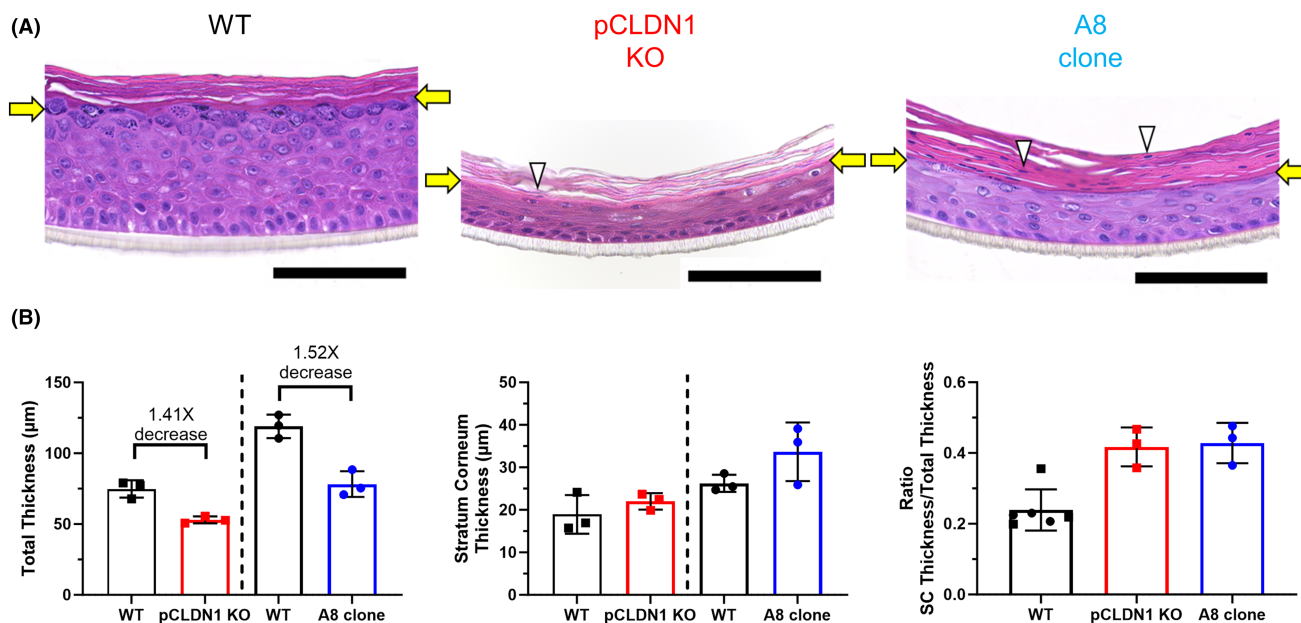 (A)
WT
pCLDN1
KO
A8
clone
(B)
Total Thickness (µm)
150
100
50
0
1.41X
decrease
1.52X
decrease
WT
pCLDN1 KO
WT
A8 clone
Stratum Corneum
Thickness (µm)
50
40
30
20
10
0
WT
pCLDN1 KO
WT
A8 clone
Ratio
SC Thickness/Total Thickness
0.6
0.4
0.2
0.0
WT
pCLDN1 KO
A8 clone